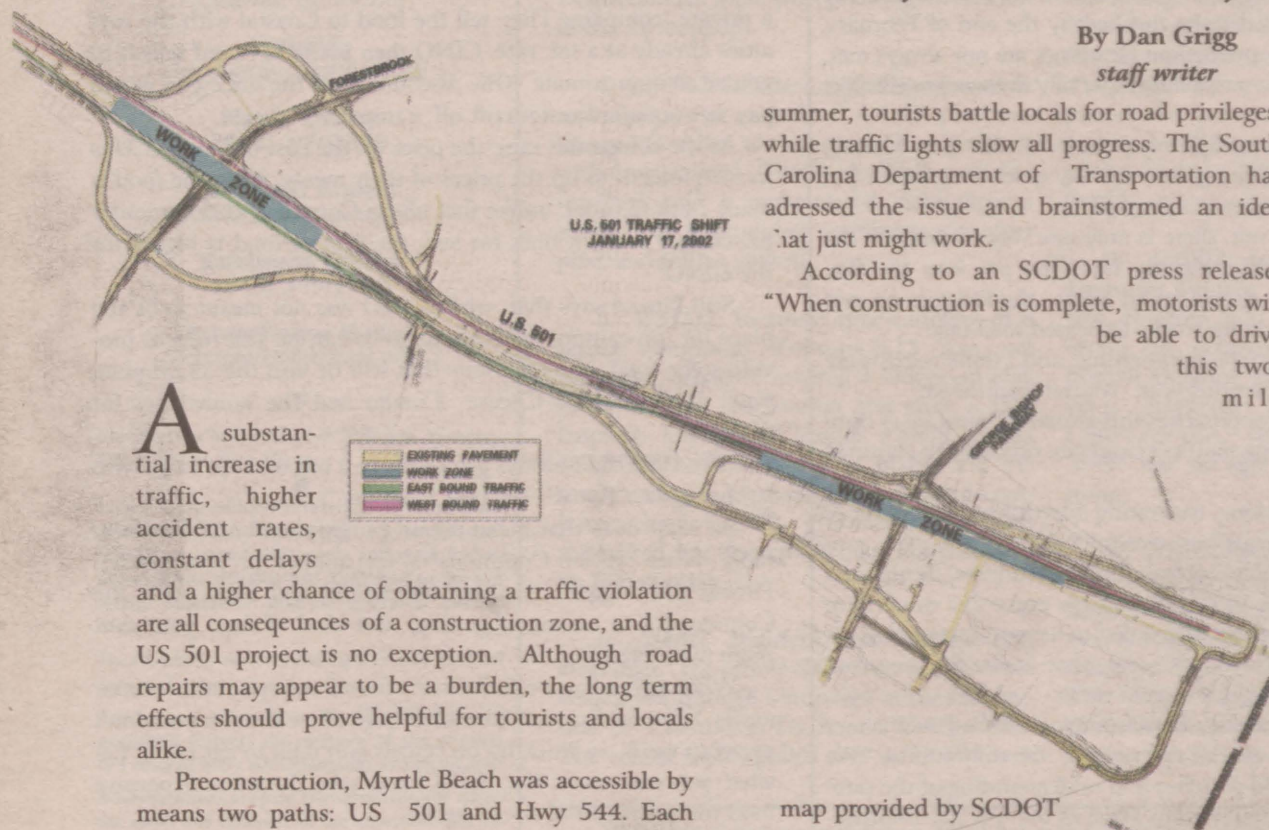 By Dan Grigg
staff writer
FORESTBROOK
WORK ZONE
U.S. 501 TRAFFIC SHIFT
JANUARY 17, 2002
U.S. 501
WORK ZONE
EXISTING PAVEMENT
WORK ZONE
EAST BOUND TRAFFIC
WEST BOUND TRAFFIC
A substan-
tial increase in
traffic, higher
accident rates,
constant delays
and a higher chance of obtaining a traffic violation
are all conseqeunces of a construction zone, and the
US 501 project is no exception. Although road
repairs may appear to be a burden, the long term
effects should prove helpful for tourists and locals
alike.
Preconstruction, Myrtle Beach was accessible by
means two paths: US 501 and Hwy 544. Each
summer, tourists battle locals for road privileges
while traffic lights slow all progress. The South
Carolina Department of Transportation ha
adressed the issue and brainstormed an ide
hat just might work.
According to an SCDOT press release
“When construction is complete, motorists wi
be able to driv
this two
mil
map provided by SCDOT